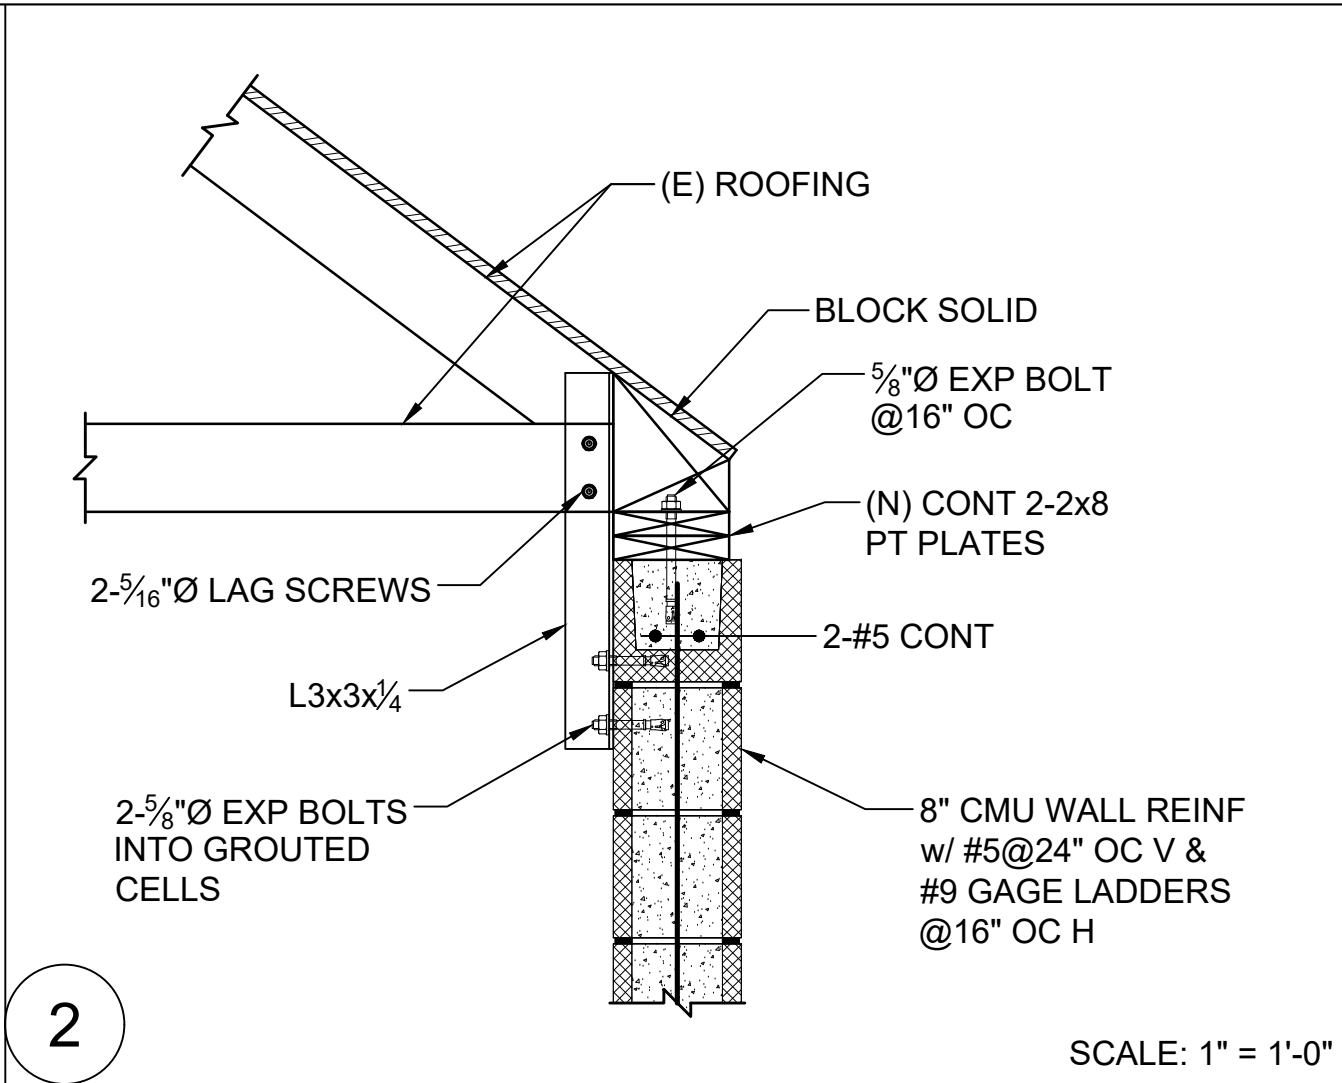 (E) ROOFING
BLOCK SOLID
⅝"Ø EXP BOLT
@16" OC
(N) CONT 2-2x8
PT PLATES
2-5⁄16"Ø LAG SCREWS
2-#5 CONT
L3x3x¼
2-⅝"Ø EXP BOLTS
INTO GROUTED
CELLS
8" CMU WALL REINF
w/ #5@24" OC V &
#9 GAGE LADDERS
@16" OC H
2
SCALE: 1" = 1'-0"